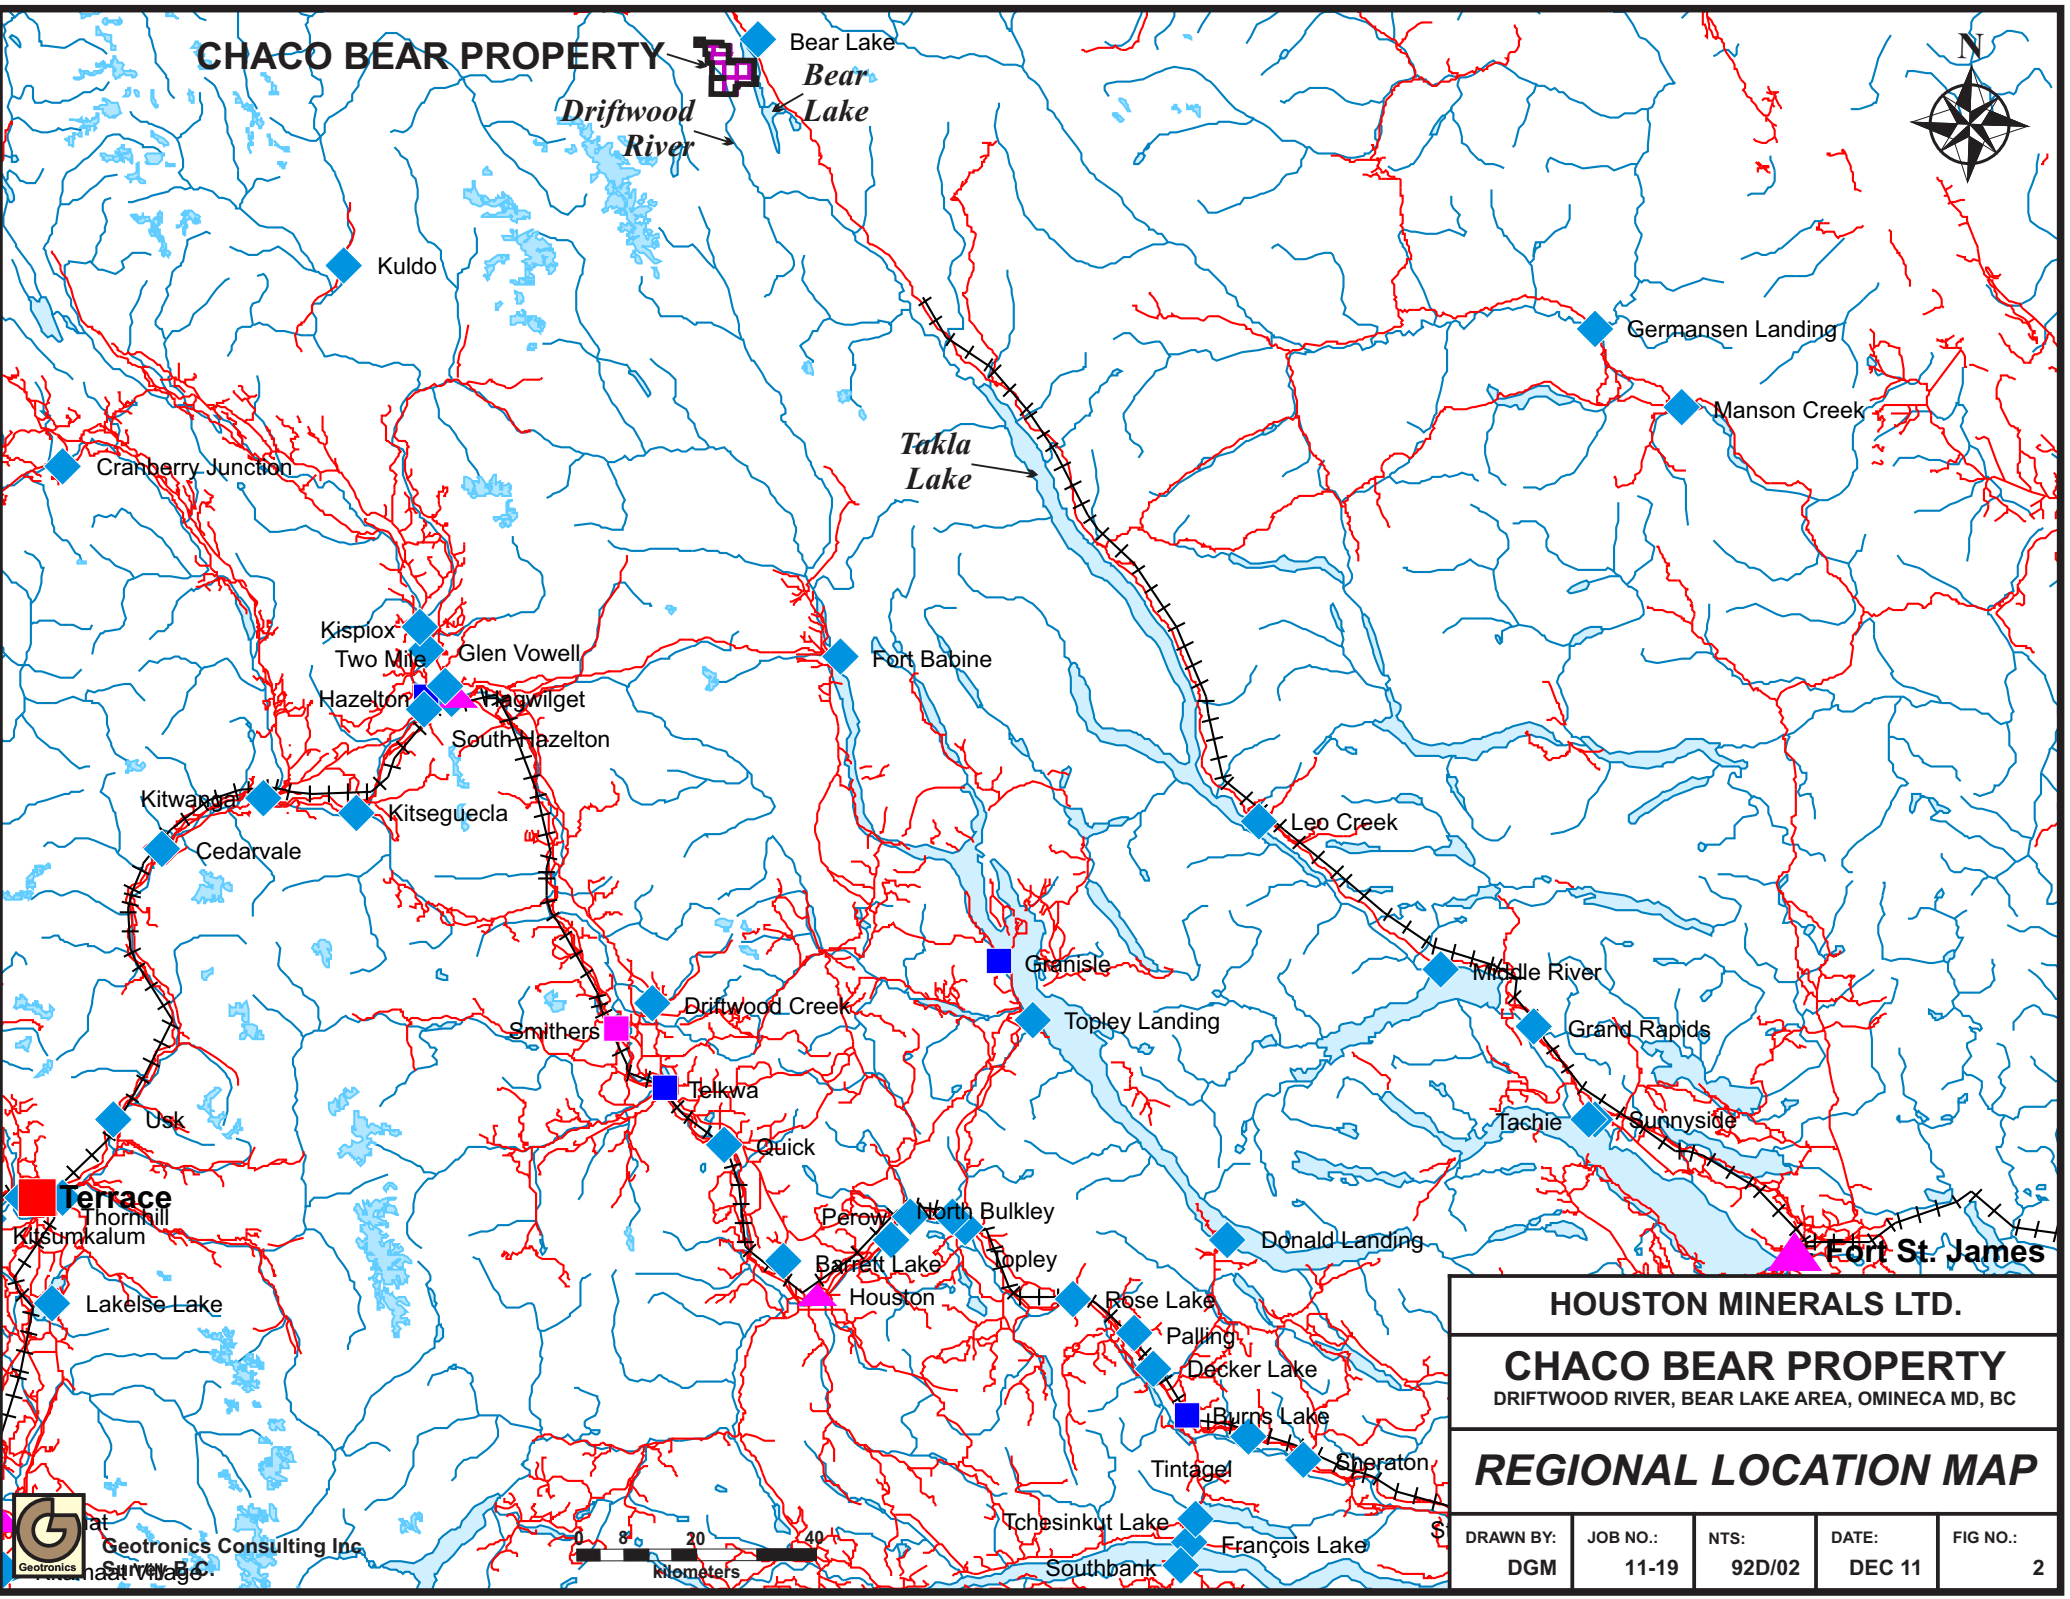 CHACO BEAR PROPERTY
Bear Lake
Bear
Lake
Driftwood
River
N
Kuldo
Germansen Landing
Manson Creek
Takla
Lake
Cranberry Junction
Kispiox
Two Mile
Glen Vowell
Fort Babine
Hazelton
Hagwilget
South Hazelton
Kitwanga
Kitseguecla
Leo Creek
Cedarvale
Granisle
Middle River
Driftwood Creek
Topley Landing
Smithers
Grand Rapids
Telkwa
Usk
Quick
Tachie
Sunnyside
Terrace
Thornhill
Kitsumkalum
Perow
North Bulkley
Donald Landing
Barrett Lake
Topley
Fort St. James
Lakelse Lake
Houston
Rose Lake
Palling
Decker Lake
Burns Lake
Tintagel
Sheraton
Tchesinkut Lake
François Lake
Southbank
Kitamaat Village
Geotronics
Geotronics Consulting Inc
Surrey B.C.
0 8 20 40
kilometers
HOUSTON MINERALS LTD.
CHACO BEAR PROPERTY
DRIFTWOOD RIVER, BEAR LAKE AREA, OMINECA MD, BC
REGIONAL LOCATION MAP
DRAWN BY:
DGM
JOB NO.:
11-19
NTS:
92D/02
DATE:
DEC 11
FIG NO.:
2